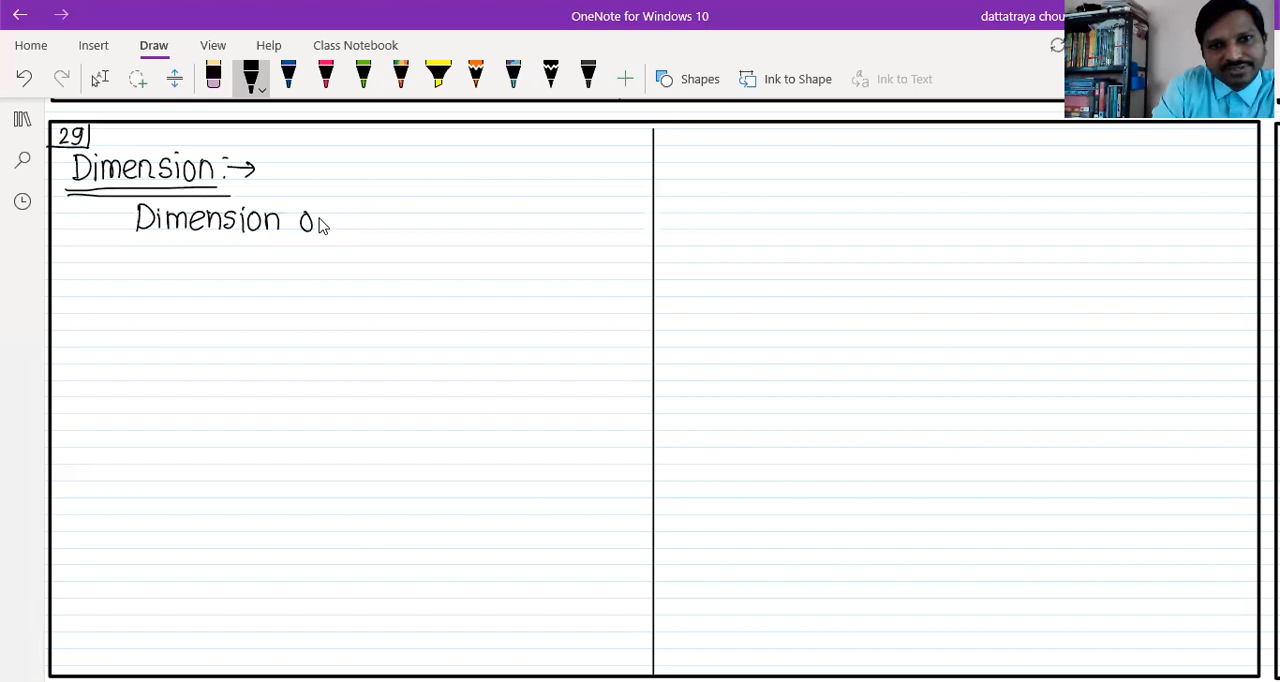 OneNote for Windows 10
dattatraya chou
Home Insert Draw View Help Class Notebook
Shapes Ink to Shape Ink to Text
29
Dimension :→
Dimension o